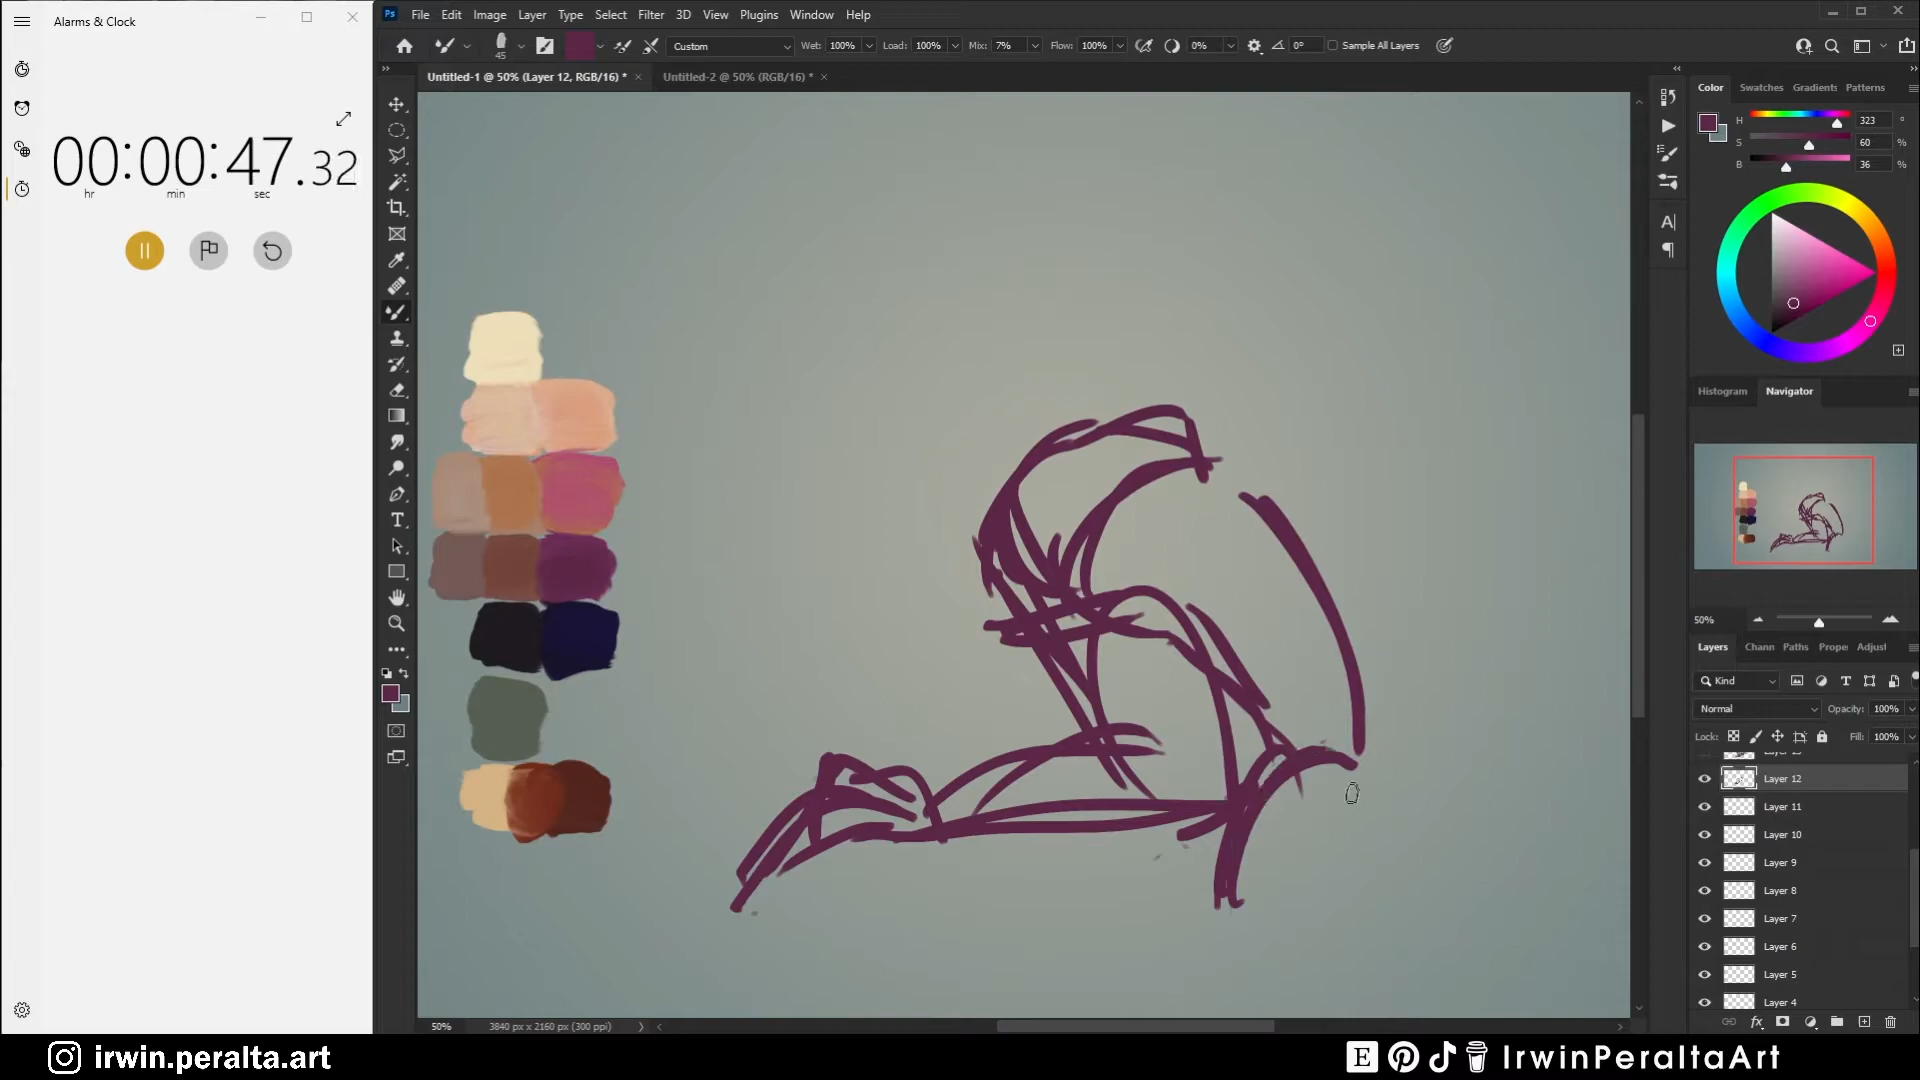 Alarms & Clock
00:00:47.32
hr min sec
Ps File Edit Image Layer Type Select Filter 3D View Plugins Window Help
45 Custom Wet: 100% Load: 100% Mix: 7% Flow: 100% 0% 0° Sample All Layers
Untitled-1 @ 50% (Layer 12, RGB/16) * Untitled-2 @ 50% (RGB/16) *
Color Swatches Gradients Patterns
H 323 °
S 60 %
B 36 %
Histogram Navigator
50%
Layers Chann Paths Prope Adjust
Kind
Normal Opacity: 100%
Lock: Fill: 100%
Layer 12
Layer 11
Layer 10
Layer 9
Layer 8
Layer 7
Layer 6
Layer 5
Layer 4
50% 3840 px x 2160 px (300 ppi)
irwin.peralta.art
E IrwinPeraltaArt